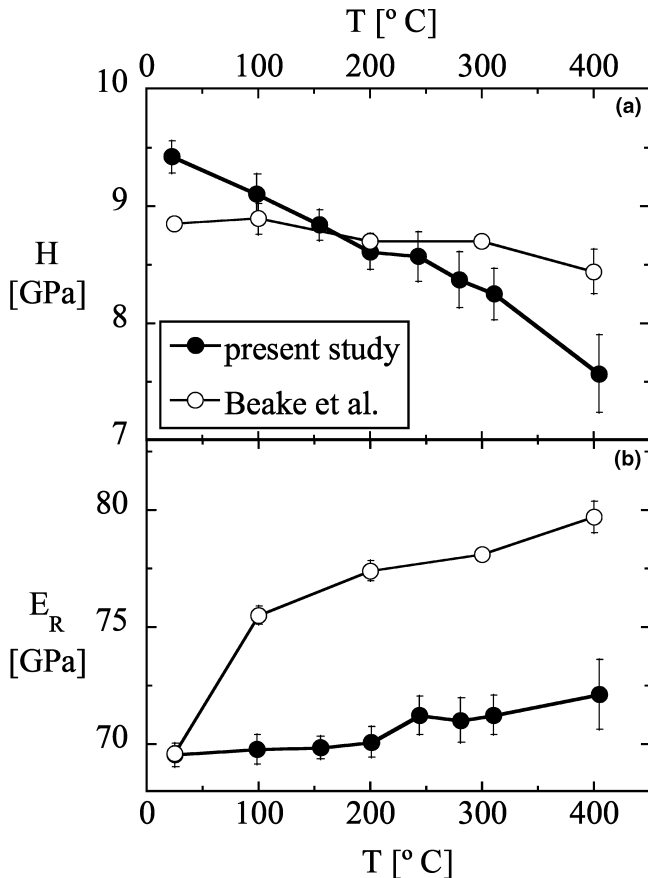 T [º C]
0 100 200 300 400
10
(a)
9
H
[GPa]
8
present study
Beake et al.
7
(b)
80
E_R
75
[GPa]
70
0 100 200 300 400
T [º C]